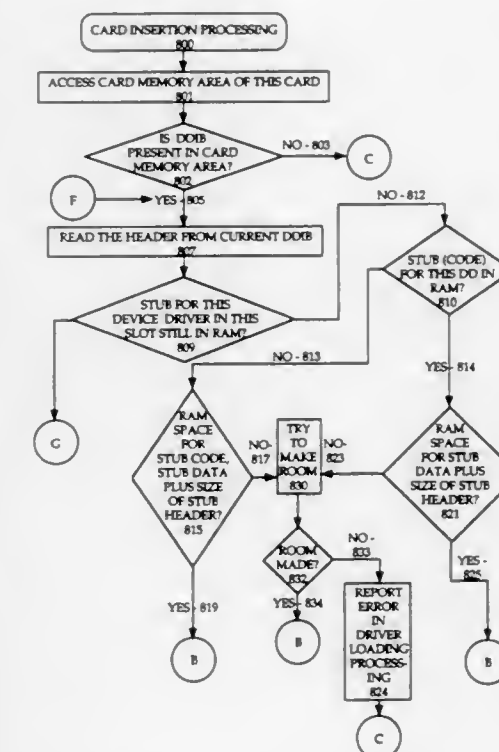 CARD INSERTION PROCESSING
800
ACCESS CARD MEMORY AREA OF THIS CARD
801
IS DDIB
PRESENT IN CARD
MEMORY AREA?
802
NO - 803
C
F
YES - 805
READ THE HEADER FROM CURRENT DDIB
807
NO - 812
STUB (CODE)
FOR THIS DD IN
RAM?
810
STUB FOR THIS
DEVICE DRIVER IN THIS
SLOT STILL IN RAM?
809
NO - 813
YES - 814
G
RAM
SPACE
FOR
STUB CODE,
STUB DATA
PLUS SIZE
OF STUB
HEADER?
815
NO-
817
TRY
TO
MAKE
ROOM
830
NO-
823
RAM
SPACE
FOR STUB
DATA PLUS
SIZE OF STUB
HEADER?
821
ROOM
MADE?
832
NO -
833
YES -
825
YES - 819
YES - 834
REPORT
ERROR
IN
DRIVER
LOADING
PROCESS-
ING
824
B
B
B
C